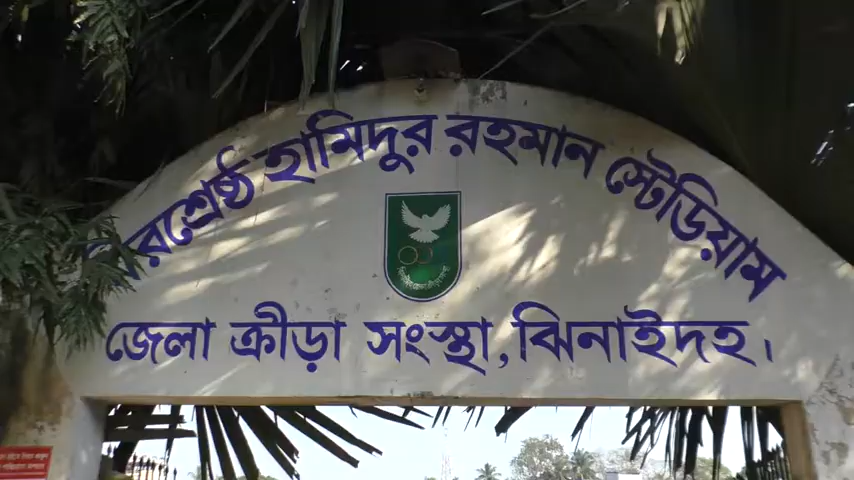 বীরশ্রেষ্ঠ হামিদুর রহমান স্টেডিয়াম
জেলা ক্রীড়া সংস্থা, ঝিনাইদহ।